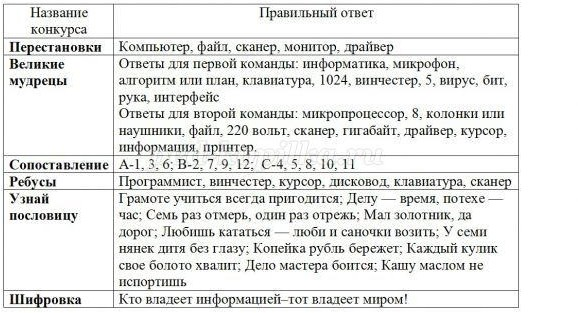 Название конкурса
Правильный ответ
Перестановки
Компьютер, файл, сканер, монитор, драйвер
Великие мудрецы
Ответы для первой команды: информатика, микрофон,
алгоритм или план, клавиатура, 1024, винчестер, 5, вирус, бит,
рука, интерфейс
Ответы для второй команды: микропроцессор, 8, колонки или
наушники, файл, 220 вольт, сканер, гигабайт, драйвер, курсор,
информация, принтер.
Сопоставление
А-1, 3, 6; В-2, 7, 9, 12; С-4, 5, 8, 10, 11
Ребусы
Программист, винчестер, курсор, дисковод, клавиатура, сканер
Узнай пословицу
Грамоте учиться всегда пригодится; Делу — время, потехе —
час; Семь раз отмерь, один раз отрежь; Мал золотник, да
дорог; Любишь кататься — люби и саночки возить; У семи
нянек дитя без глазу; Копейка рубль бережет; Каждый кулик
свое болото хвалит; Дело мастера боится; Кашу маслом не
испортишь
Шифровка
Кто владеет информацией–тот владеет миром!